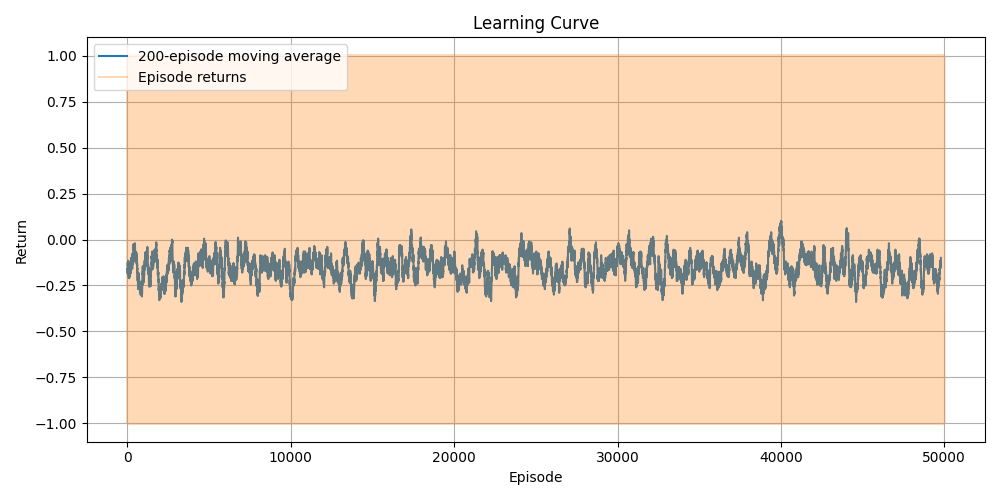 Learning Curve
200-episode moving average
Episode returns
1.00
0.75
0.50
0.25
0.00
−0.25
−0.50
−0.75
−1.00
Return
0 10000 20000 30000 40000 50000
Episode